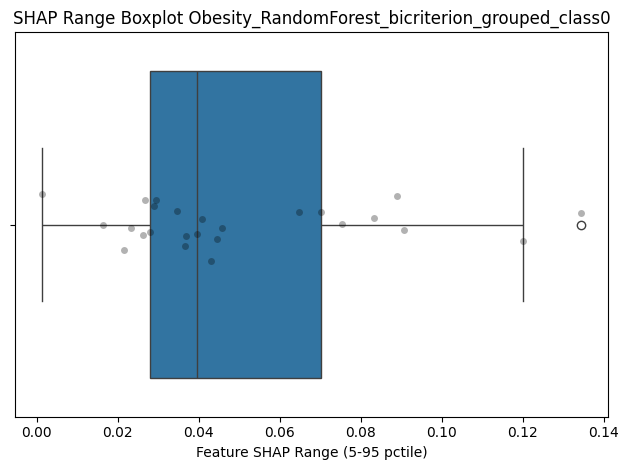 SHAP Range Boxplot Obesity_RandomForest_bicriterion_grouped_class0
0.00 0.02 0.04 0.06 0.08 0.10 0.12 0.14
Feature SHAP Range (5-95 pctile)